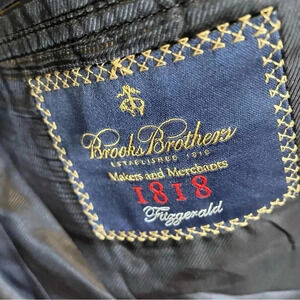 Brooks Brothers
ESTABLISHED 1818
Makers and Merchants
1818
Fitzgerald